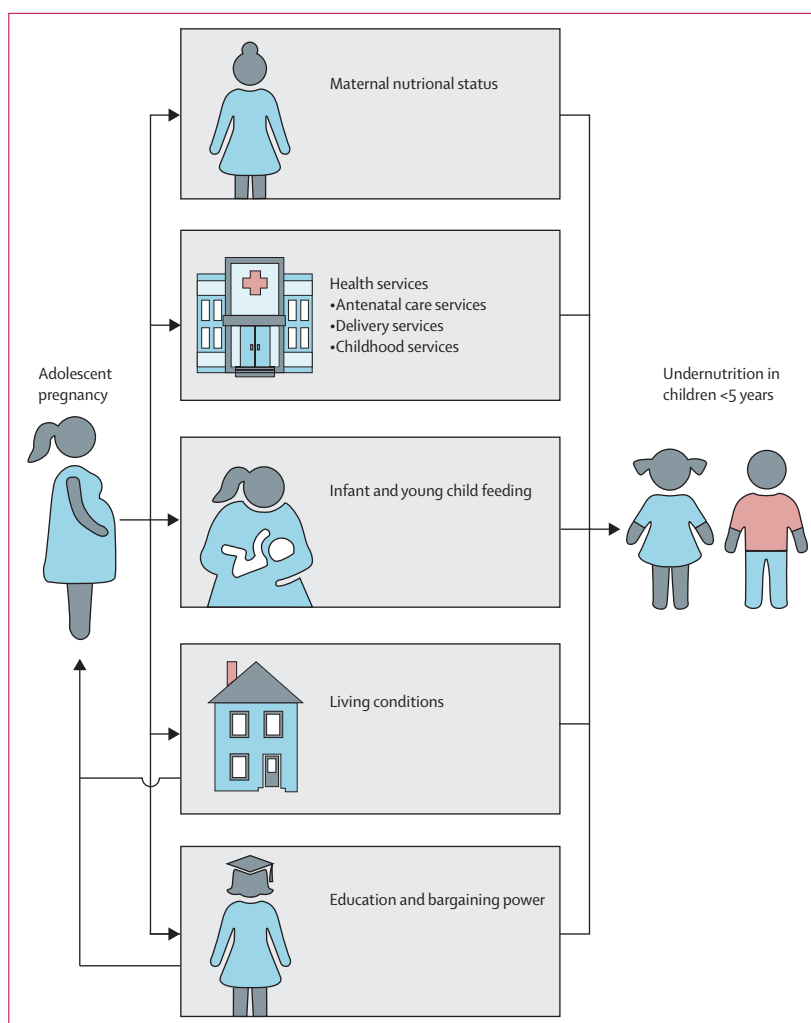 Maternal nutrional status
Health services
•Antenatal care services
•Delivery services
•Childhood services
Adolescent
pregnancy
Undernutrition in
children <5 years
Infant and young child feeding
Living conditions
Education and bargaining power